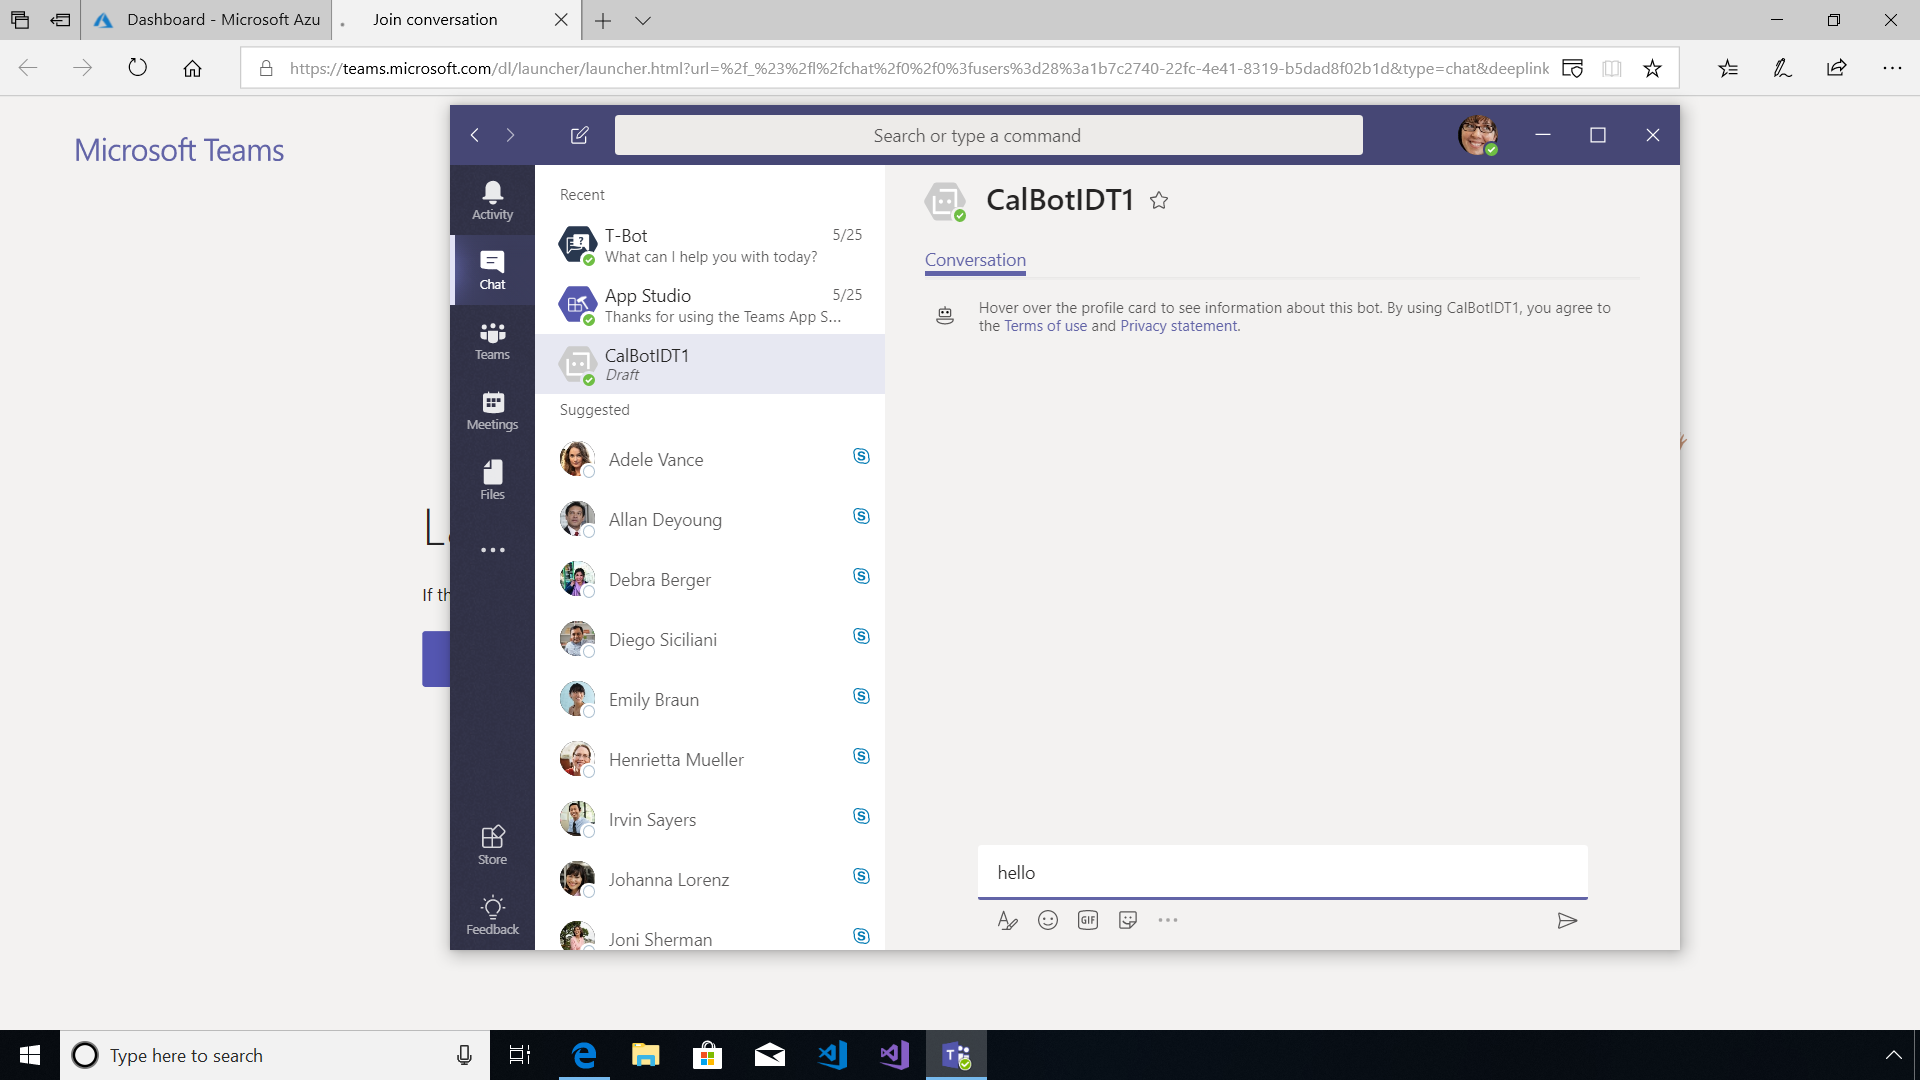 Dashboard - Microsoft Azu
Join conversation
https://teams.microsoft.com/dl/launcher/launcher.html?url=%2f_%23%2fl%2fchat%2f0%2f0%3fusers%3d28%3a1b7c2740-22fc-4e41-8319-b5dad8f02b1d&type=chat&deeplink
Microsoft Teams
If th
Search or type a command
Activity
Chat
Teams
Meetings
Files
Store
Feedback
Recent
T-Bot 5/25
What can I help you with today?
App Studio 5/25
Thanks for using the Teams App S...
CalBotIDT1
Draft
Suggested
Adele Vance
Allan Deyoung
Debra Berger
Diego Siciliani
Emily Braun
Henrietta Mueller
Irvin Sayers
Johanna Lorenz
Joni Sherman
CalBotIDT1
Conversation
Hover over the profile card to see information about this bot. By using CalBotIDT1, you agree to
the Terms of use and Privacy statement.
hello
GIF
Type here to search